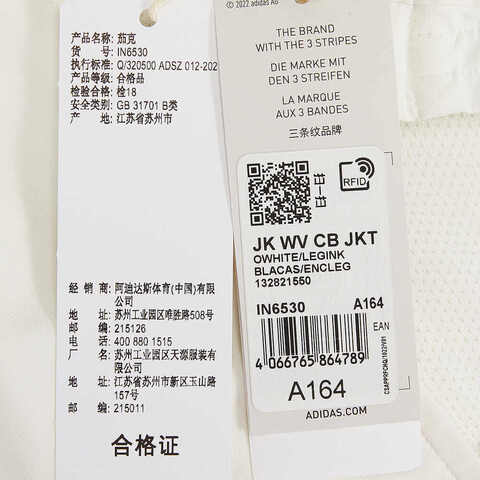 产品名称: 茄克
货 号: IN6530
执行标准: Q/320500 ADSZ 012-202
产品等级: 合格品
检验合格: 检18
安全类别: GB 31701 B类
产 地: 江苏省苏州市
经 销 商: 阿迪达斯体育(中国)有限
公司
地 址: 苏州工业园区唯胜路508号
邮 编: 215126
电 话: 400 880 1515
厂 名: 苏州工业园区天源服装有
限公司
地 址: 江苏省苏州市新区玉山路
157号
邮 编: 215011
合格证
© 2022 adidas AG
THE BRAND
WITH THE 3 STRIPES
DIE MARKE MIT
DEN 3 STREIFEN
LA MARQUE
AUX 3 BANDES
三条纹品牌
RFID
JK WV CB JKT
OWHITE/LEGINK
BLACAS/ENCLEG
132821550
IN6530 A164
EAN
4 066765 864789
A164
ADIDAS.COM